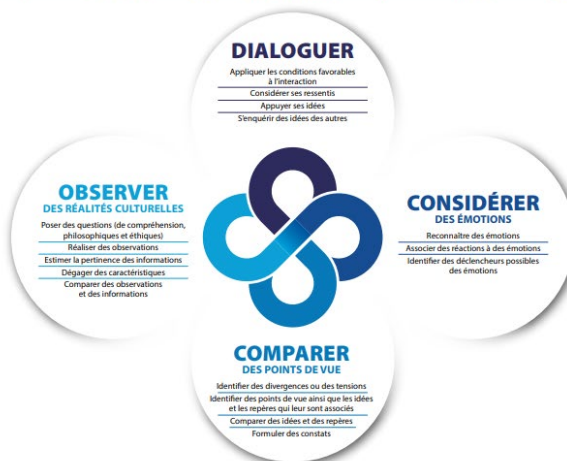 DIALOGUER
Appliquer les conditions favorables
à l'interaction
Considérer ses ressentis
Appuyer ses idées
S'enquérir des idées des autres
OBSERVER
DES RÉALITÉS CULTURELLES
Poser des questions (de compréhension,
philosophiques et éthiques)
Réaliser des observations
Estimer la pertinence des informations
Dégager des caractéristiques
Comparer des observations
et des informations
CONSIDÉRER
DES ÉMOTIONS
Reconnaître des émotions
Associer des réactions à des émotions
Identifier des déclencheurs possibles
des émotions
COMPARER
DES POINTS DE VUE
Identifier des divergences ou des tensions
Identifier des points de vue ainsi que les idées
et les repères qui leur sont associés
Comparer des idées et des repères
Formuler des constats